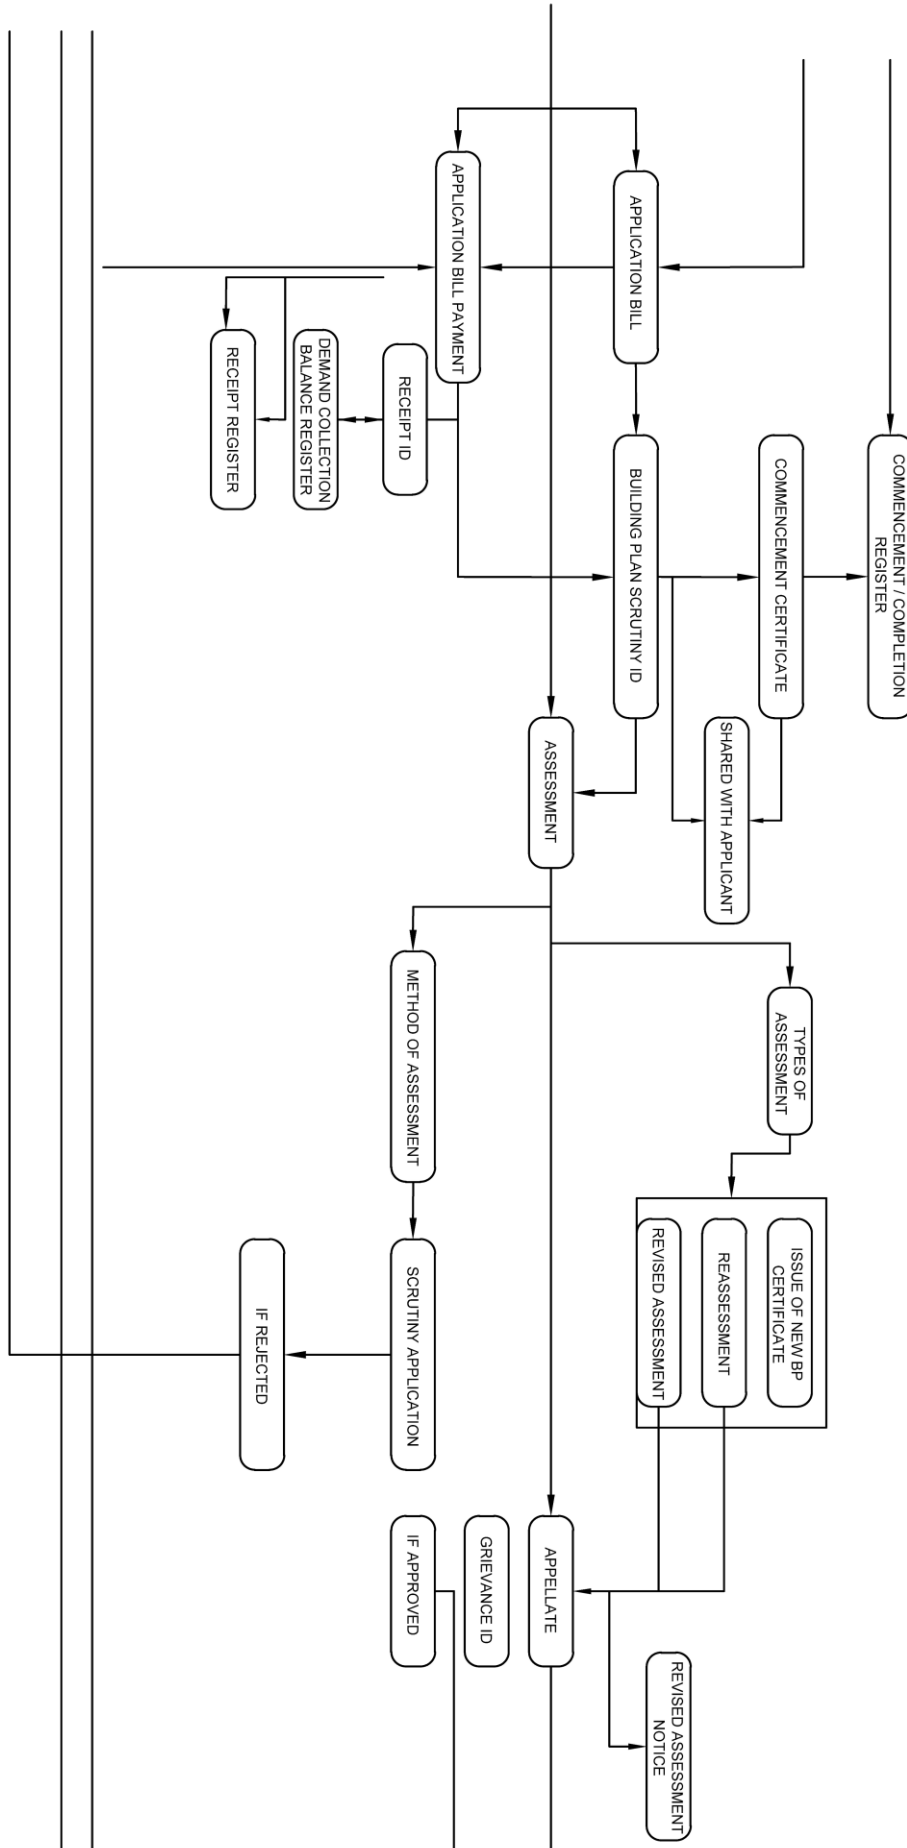 COMMENCEMENT / COMPLETION
REGISTER
COMMENCEMENT CERTIFICATE
SHARED WITH APPLICANT
TYPES OF
ASSESSMENT
ISSUE OF NEW BP
CERTIFICATE
REASSESSMENT
REVISED ASSESSMENT
REVISED ASSESSMENT
NOTICE
APPLICATION BILL
BUILDING PLAN SCRUTINY ID
ASSESSMENT
APPELLATE
GRIEVANCE ID
APPLICATION BILL PAYMENT
RECEIPT ID
METHOD OF ASSESSMENT
SCRUTINY APPLICATION
IF APPROVED
DEMAND COLLECTION
BALANCE REGISTER
RECEIPT REGISTER
IF REJECTED